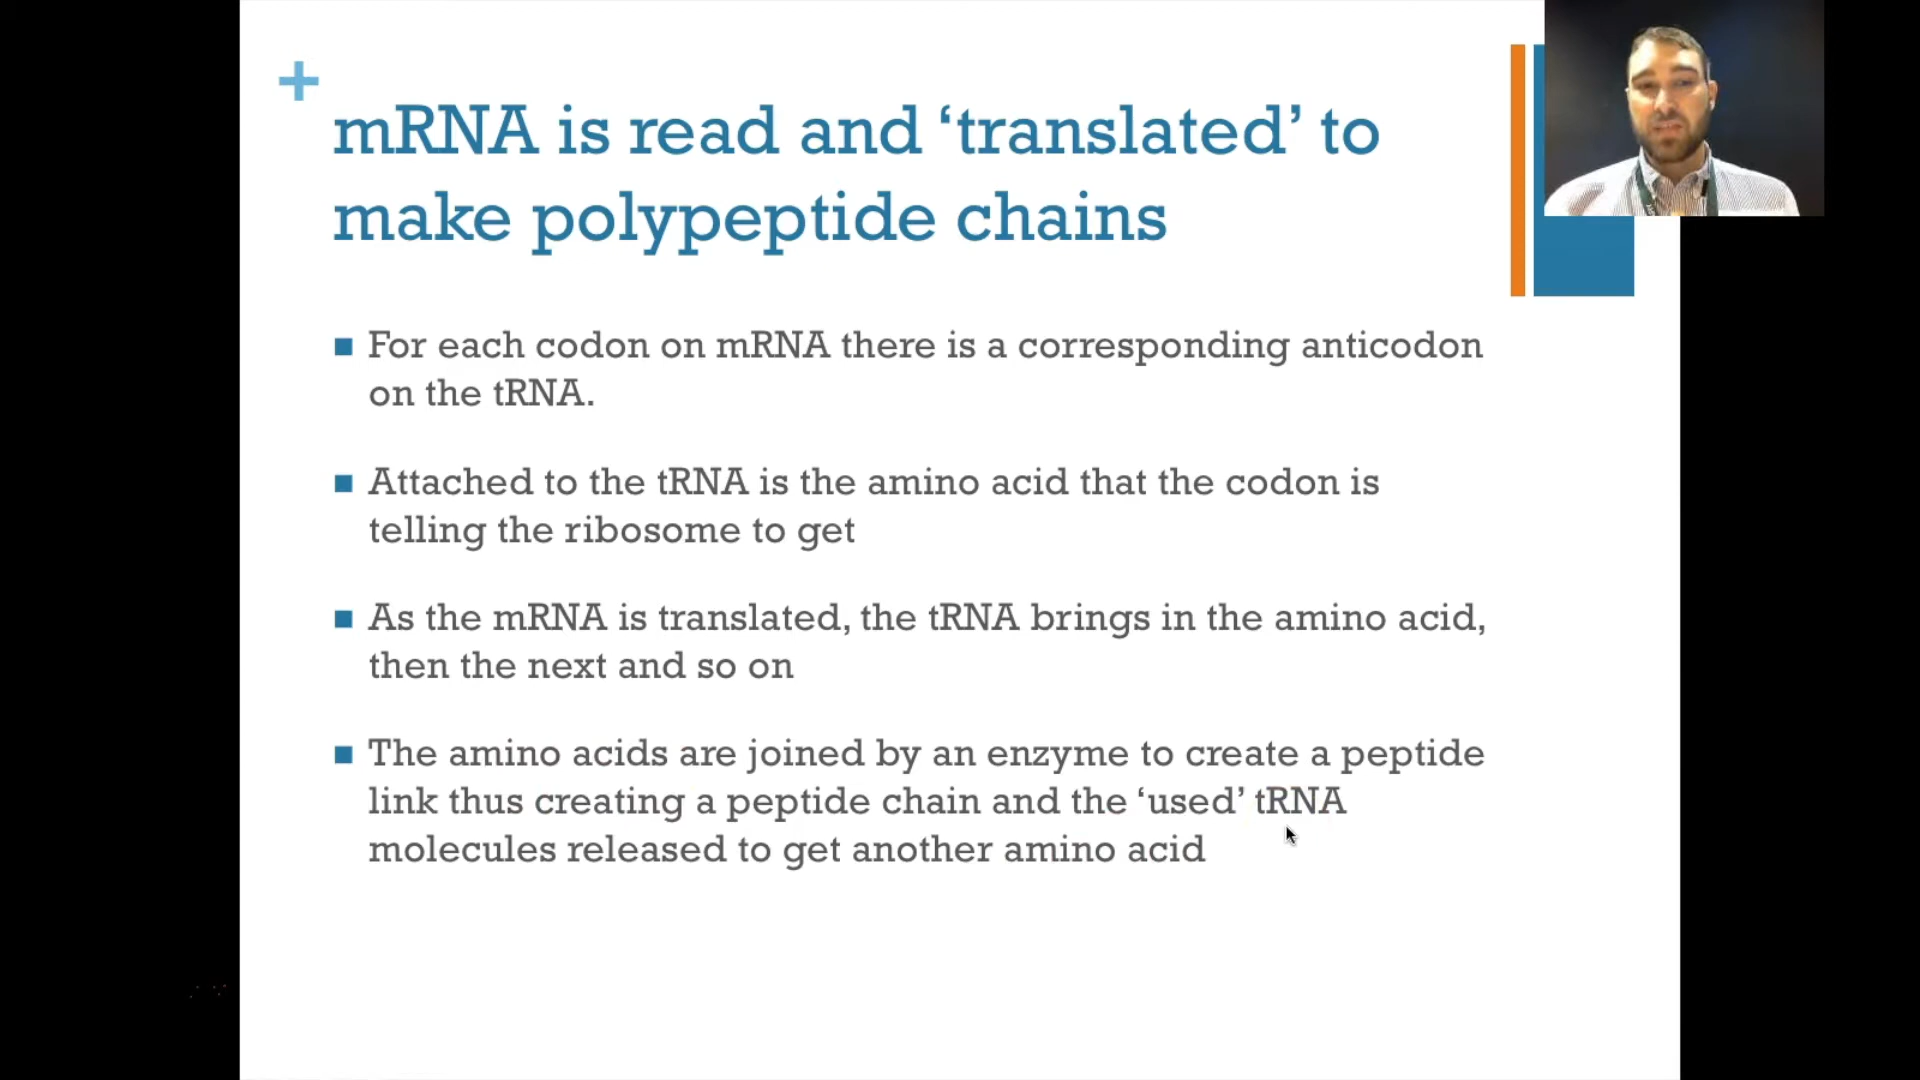 mRNA is read and ‘translated’ to
make polypeptide chains
For each codon on mRNA there is a corresponding anticodon
on the tRNA.
Attached to the tRNA is the amino acid that the codon is
telling the ribosome to get
As the mRNA is translated, the tRNA brings in the amino acid,
then the next and so on
The amino acids are joined by an enzyme to create a peptide
link thus creating a peptide chain and the ‘used’ tRNA
molecules released to get another amino acid